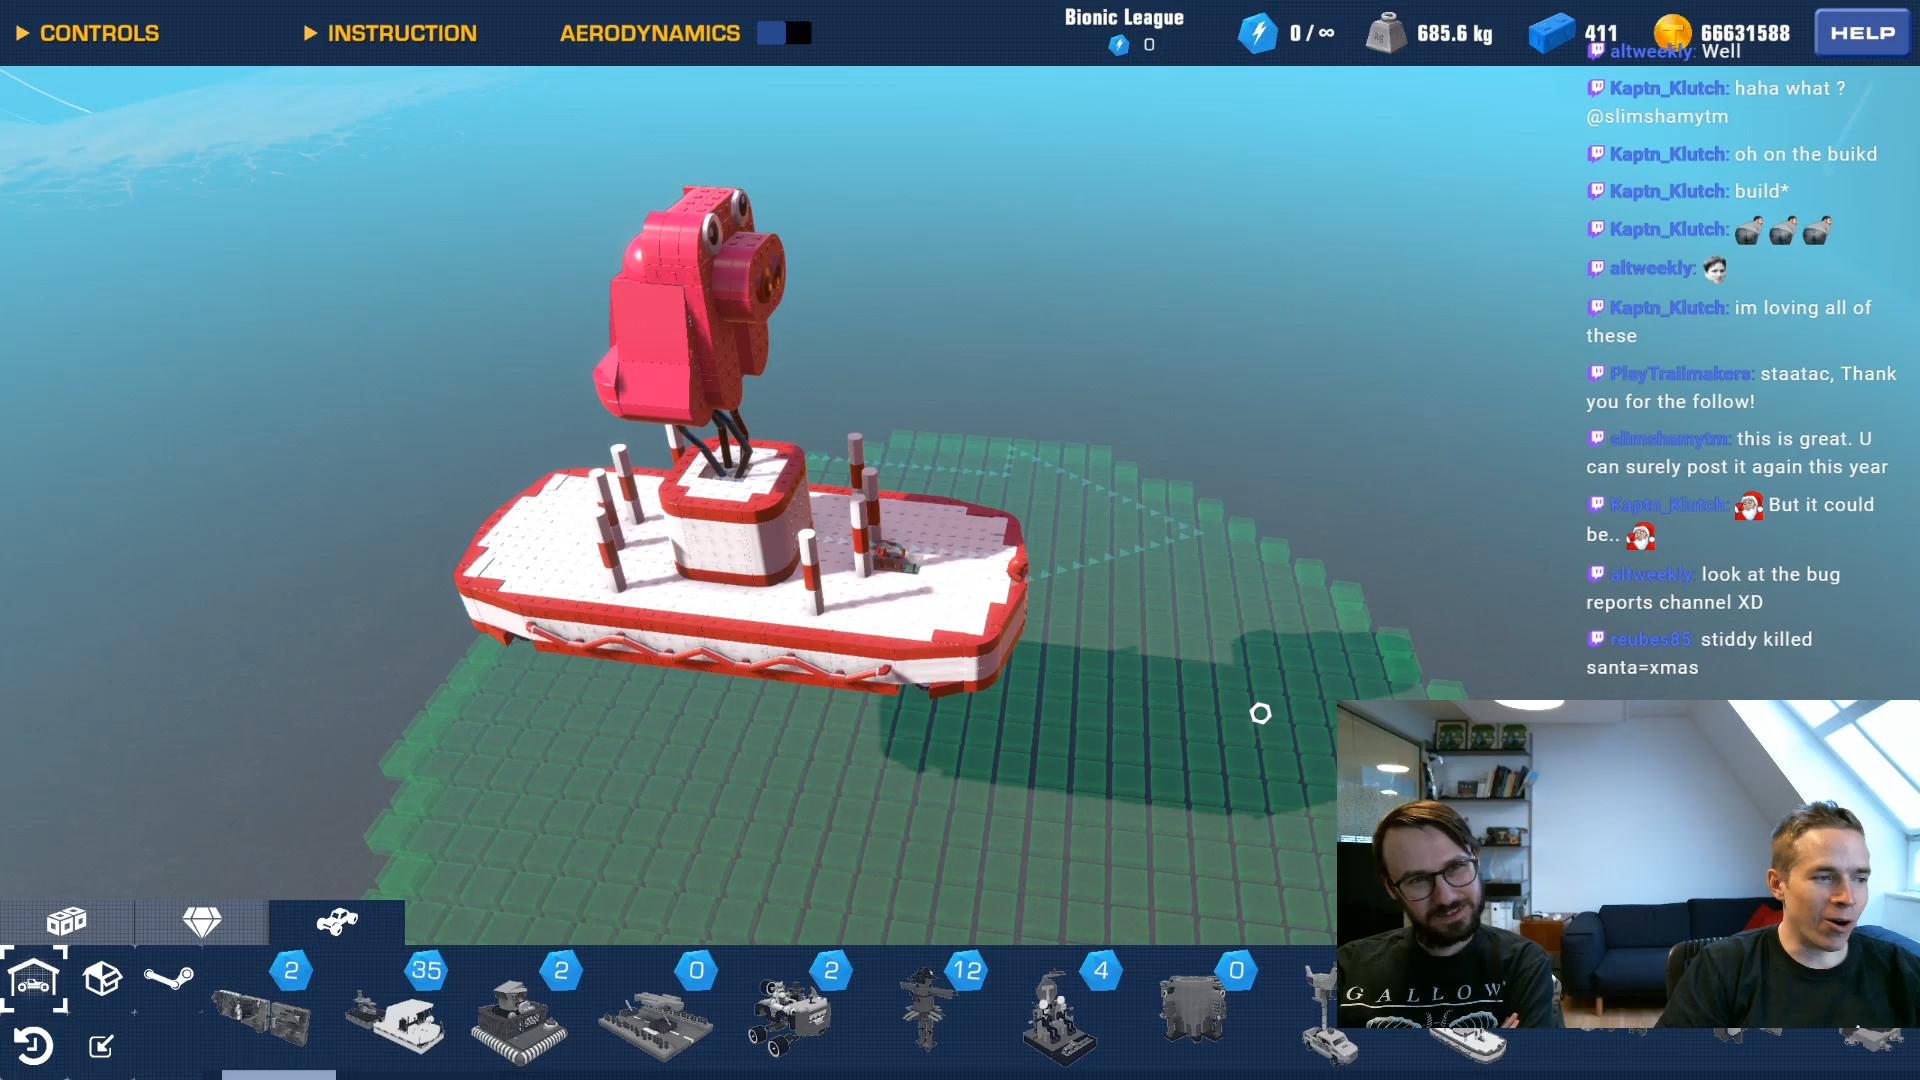 CONTROLS
INSTRUCTION
AERODYNAMICS
Bionic League
0
0 / ∞
KG
685.6 kg
411
T
66631588
HELP
altweekly: Well
Kaptn_Klutch: haha what ?
@slimshamytm
Kaptn_Klutch: oh on the buikd
Kaptn_Klutch: build*
Kaptn_Klutch:
altweekly:
Kaptn_Klutch: im loving all of
these
PlayTrailmakers: staatac, Thank
you for the follow!
slimshamytm: this is great. U
can surely post it again this year
Kaptn_Klutch: But it could
be..
altweekly: look at the bug
reports channel XD
reubes85: stiddy killed
santa=xmas
2
35
2
0
2
12
4
0
GALLOW